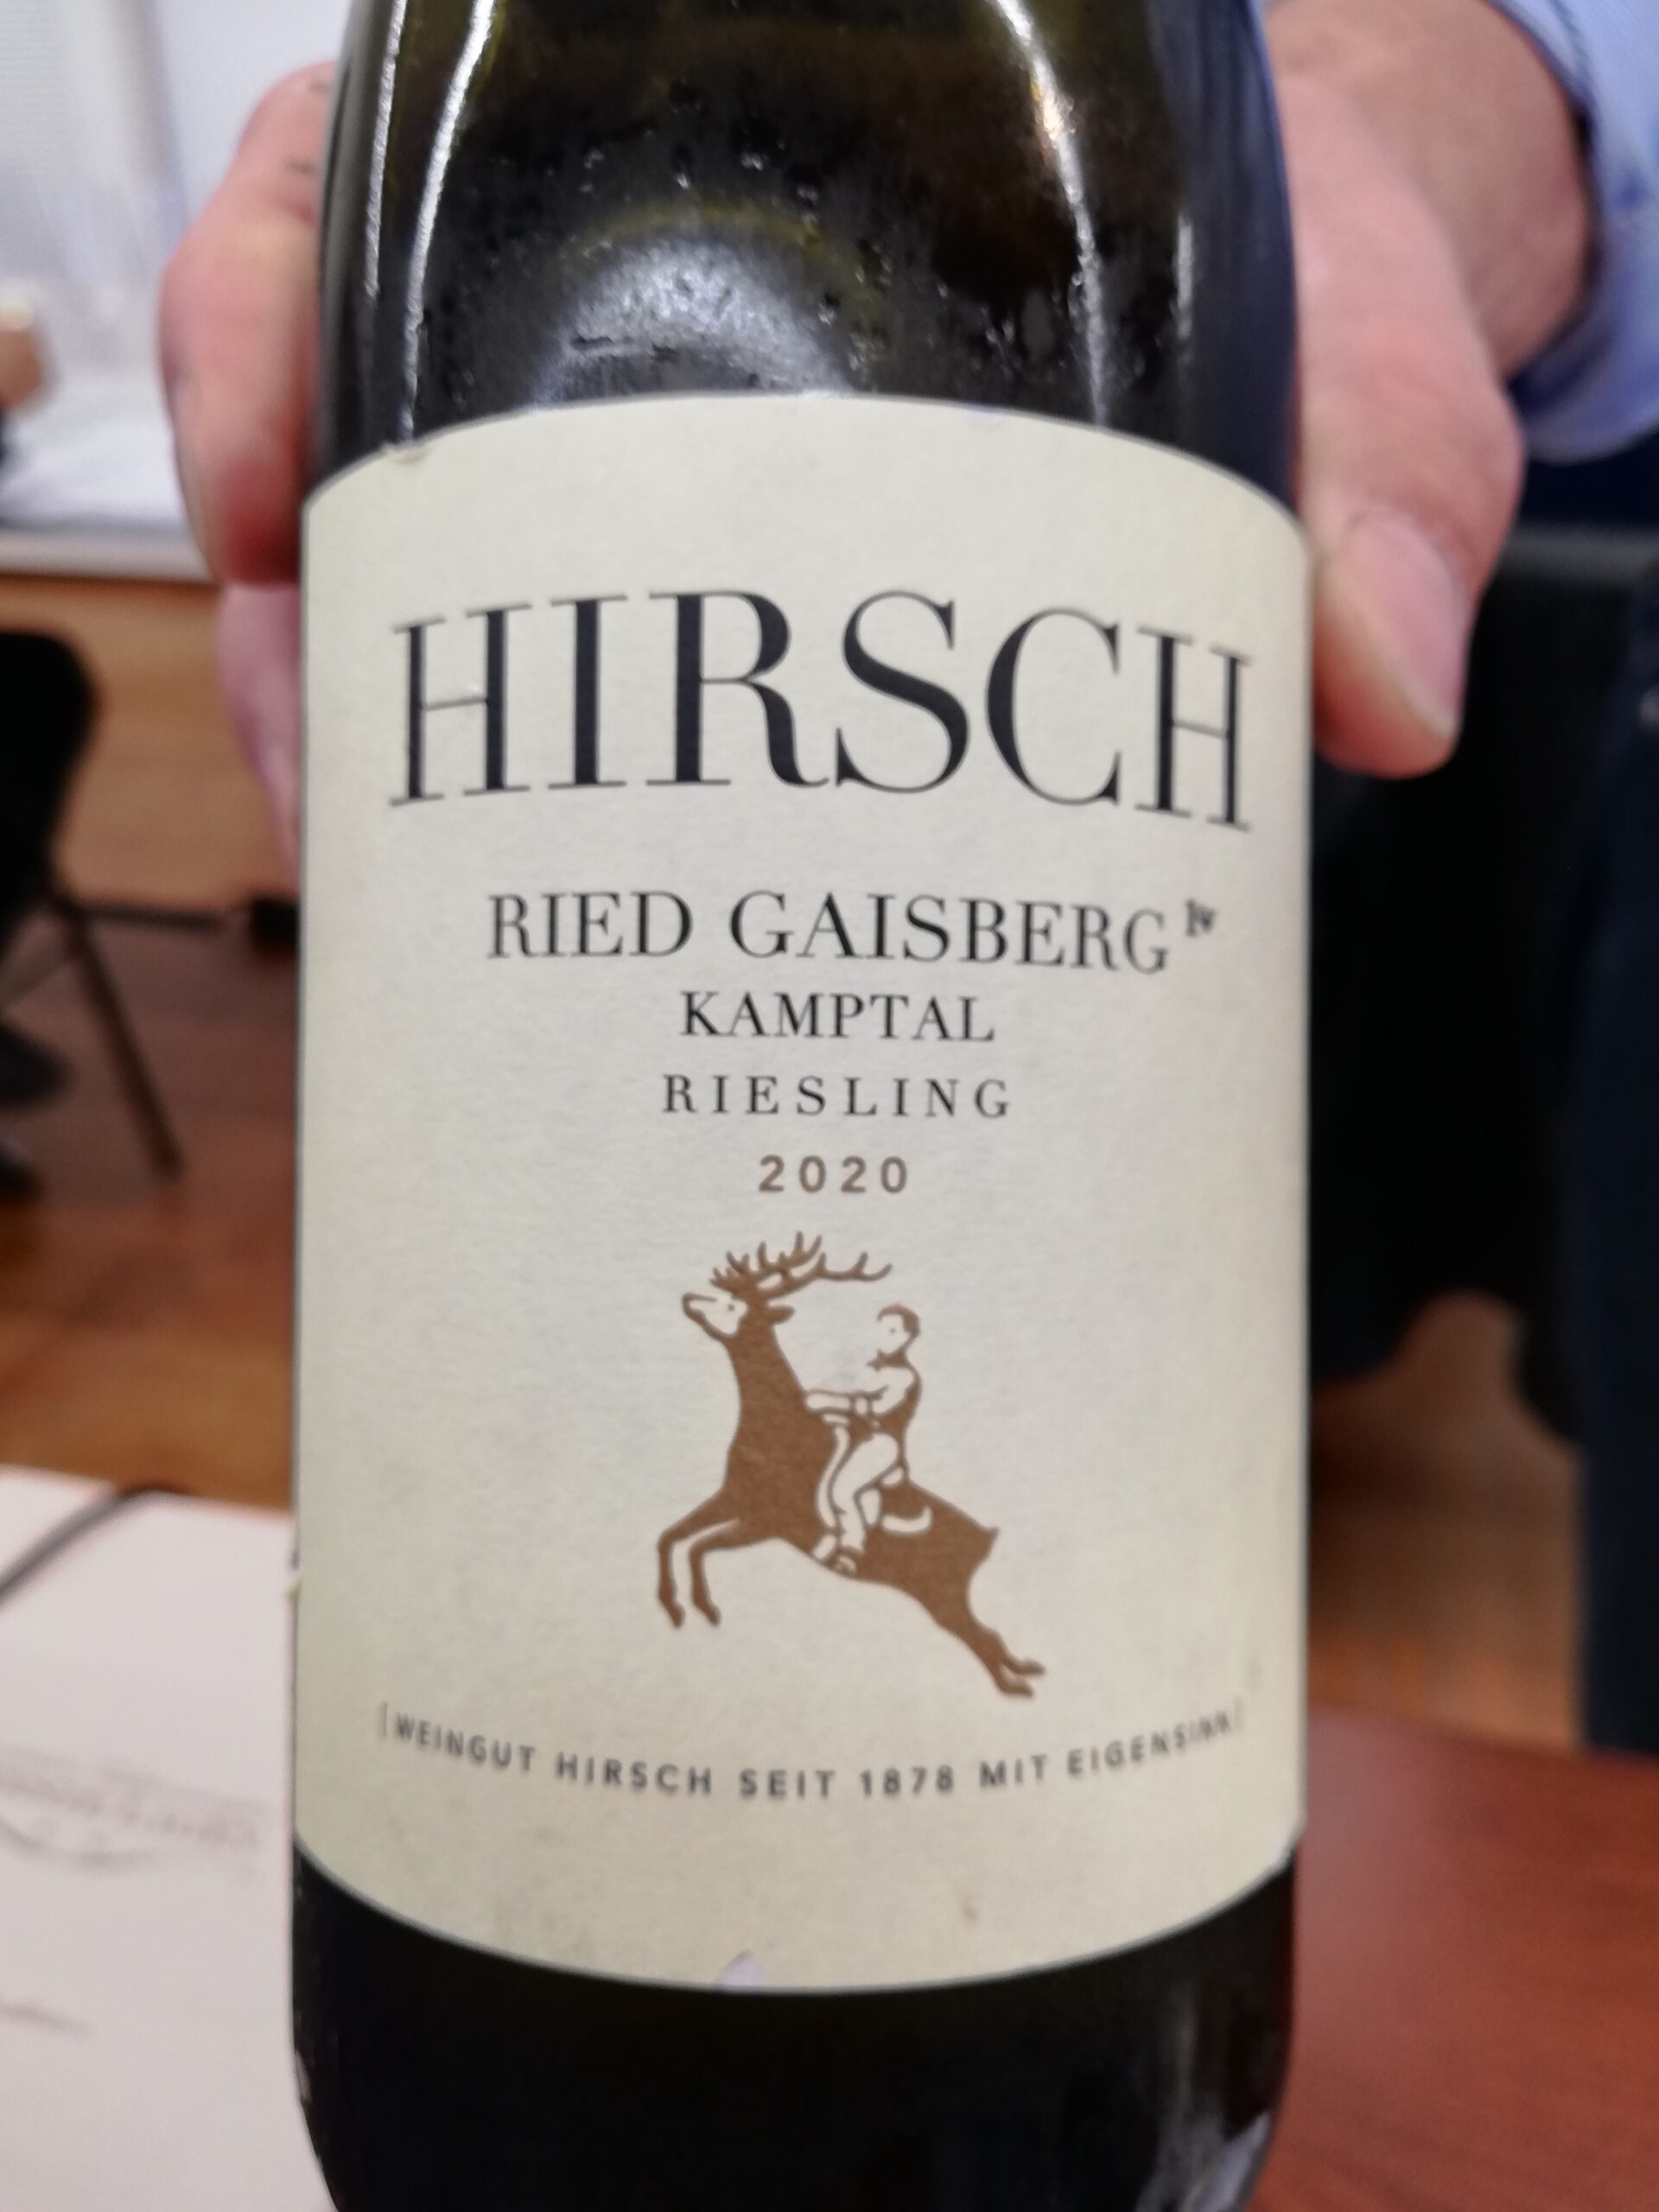 HIRSCH
RIED GAISBERG
KAMPTAL
RIESLING
2020
[WEINGUT HIRSCH SEIT 1878 MIT EIGENSINN]